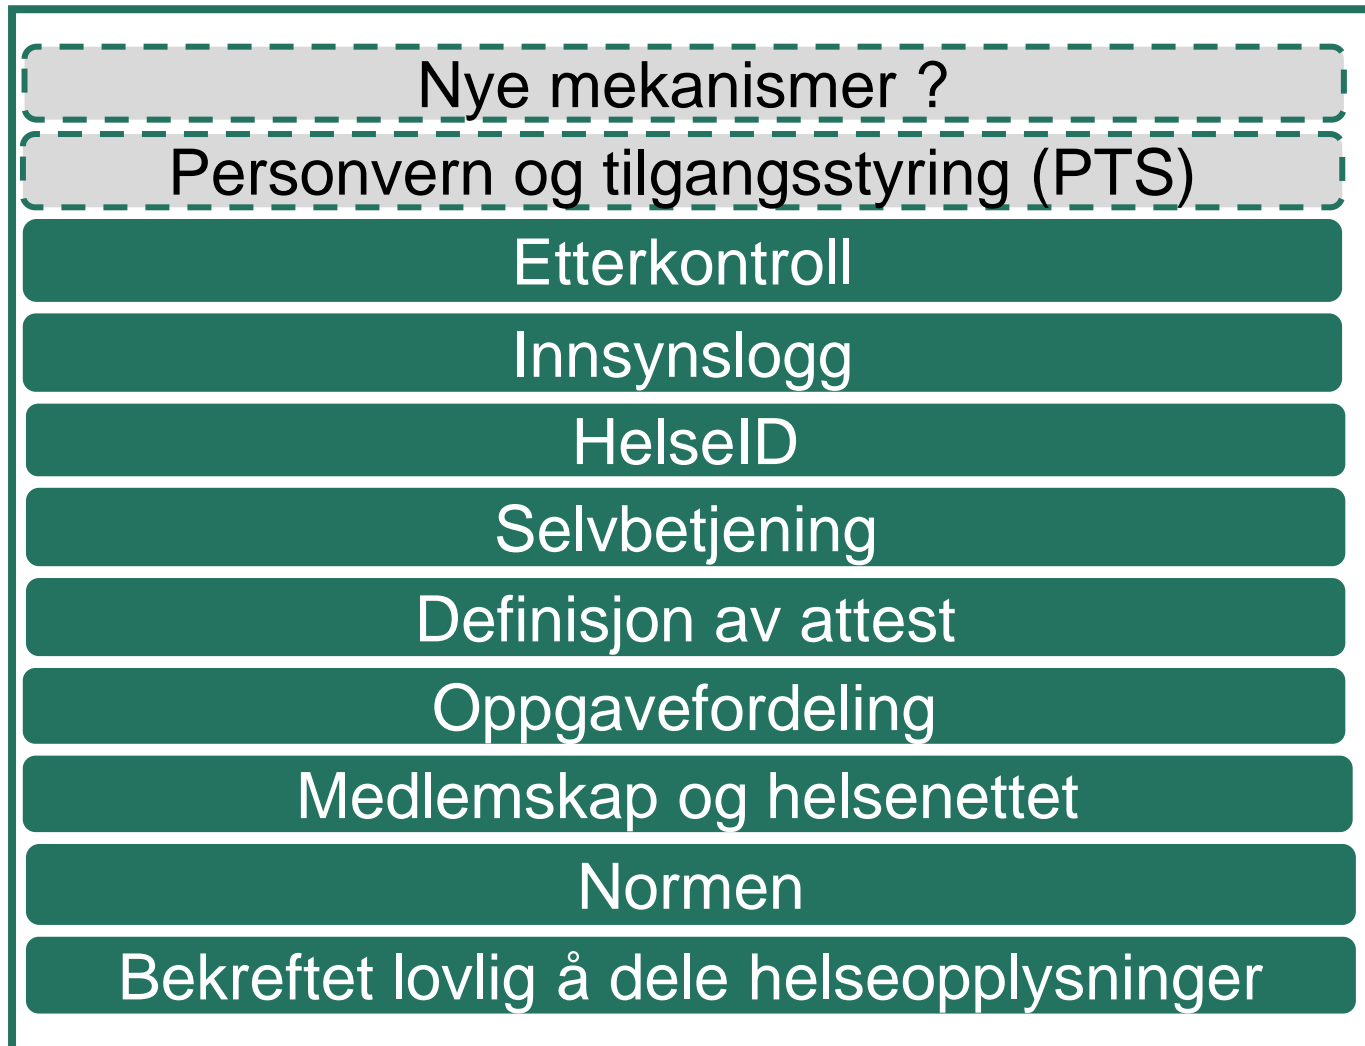 Nye mekanismer ?
Personvern og tilgangsstyring (PTS)
Etterkontroll
Innsynslogg
HelseID
Selvbetjening
Definisjon av attest
Oppgavefordeling
Medlemskap og helsenettet
Normen
Bekreftet lovlig å dele helseopplysninger